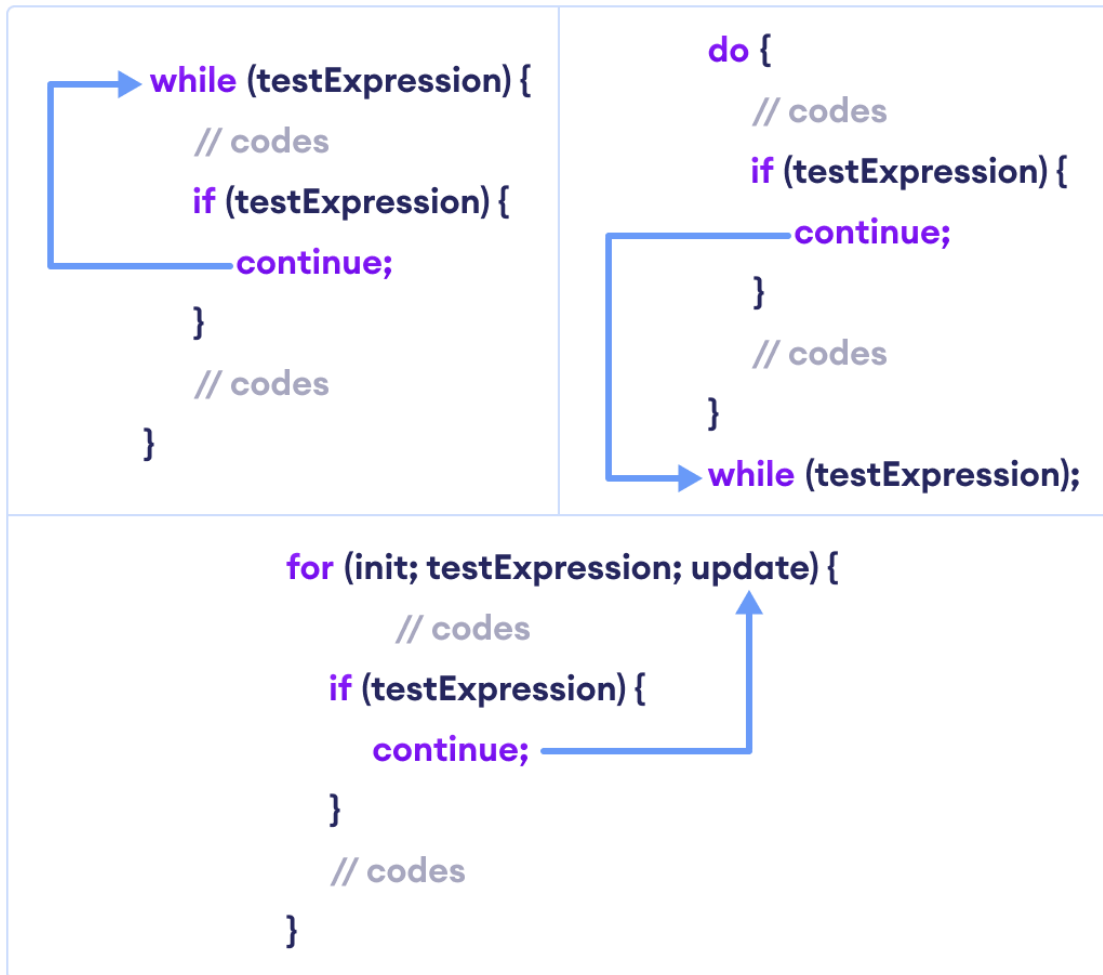 while (testExpression) {
// codes
if (testExpression) {
continue;
}
// codes
}
do {
// codes
if (testExpression) {
continue;
}
// codes
}
while (testExpression);
for (init; testExpression; update) {
// codes
if (testExpression) {
continue;
}
// codes
}